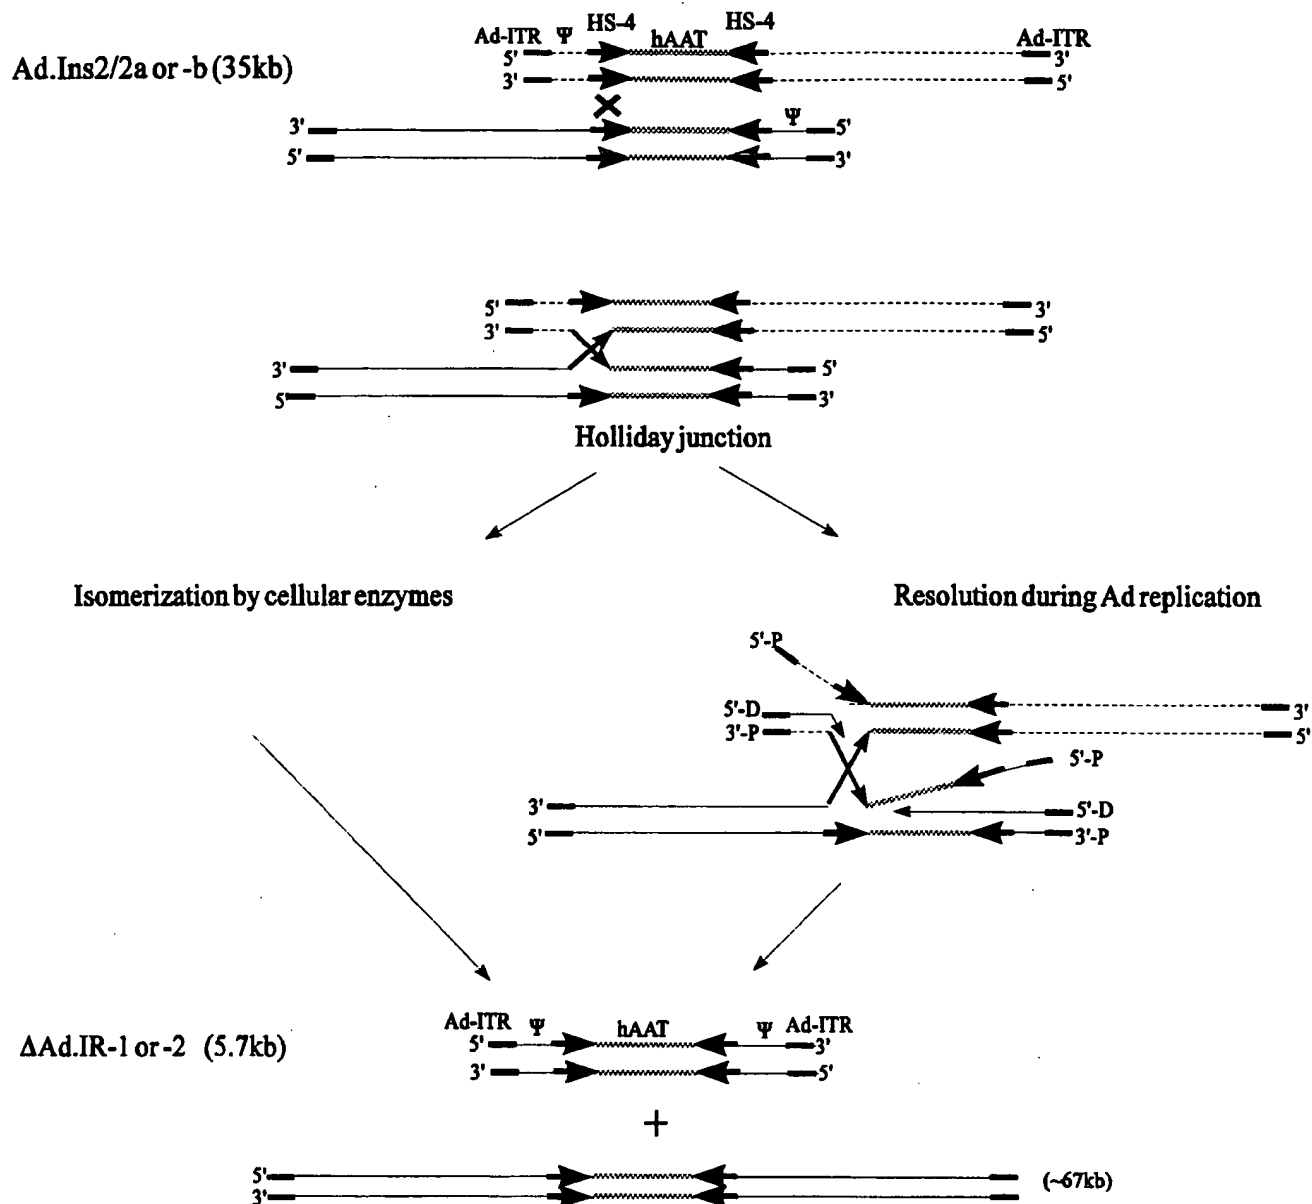 HS-4 HS-4
Ad-ITR Ψ hAAT Ad-ITR
5' 3'
Ad.Ins2/2a or -b (35kb)
3' 5'
Ψ
3' 5'
5' 3'
5' 3'
3' 5'
3' 5'
5' 3'
Holliday junction
Isomerization by cellular enzymes Resolution during Ad replication
5'-P
5'-D 3'
3'-P 5'
5'-P
3' 5'-D
5' 3'-P
Ad-ITR Ψ hAAT Ψ Ad-ITR
5' 3'
ΔAd.IR-1 or -2 (5.7kb)
3' 5'
+
5' (~67kb)
3'